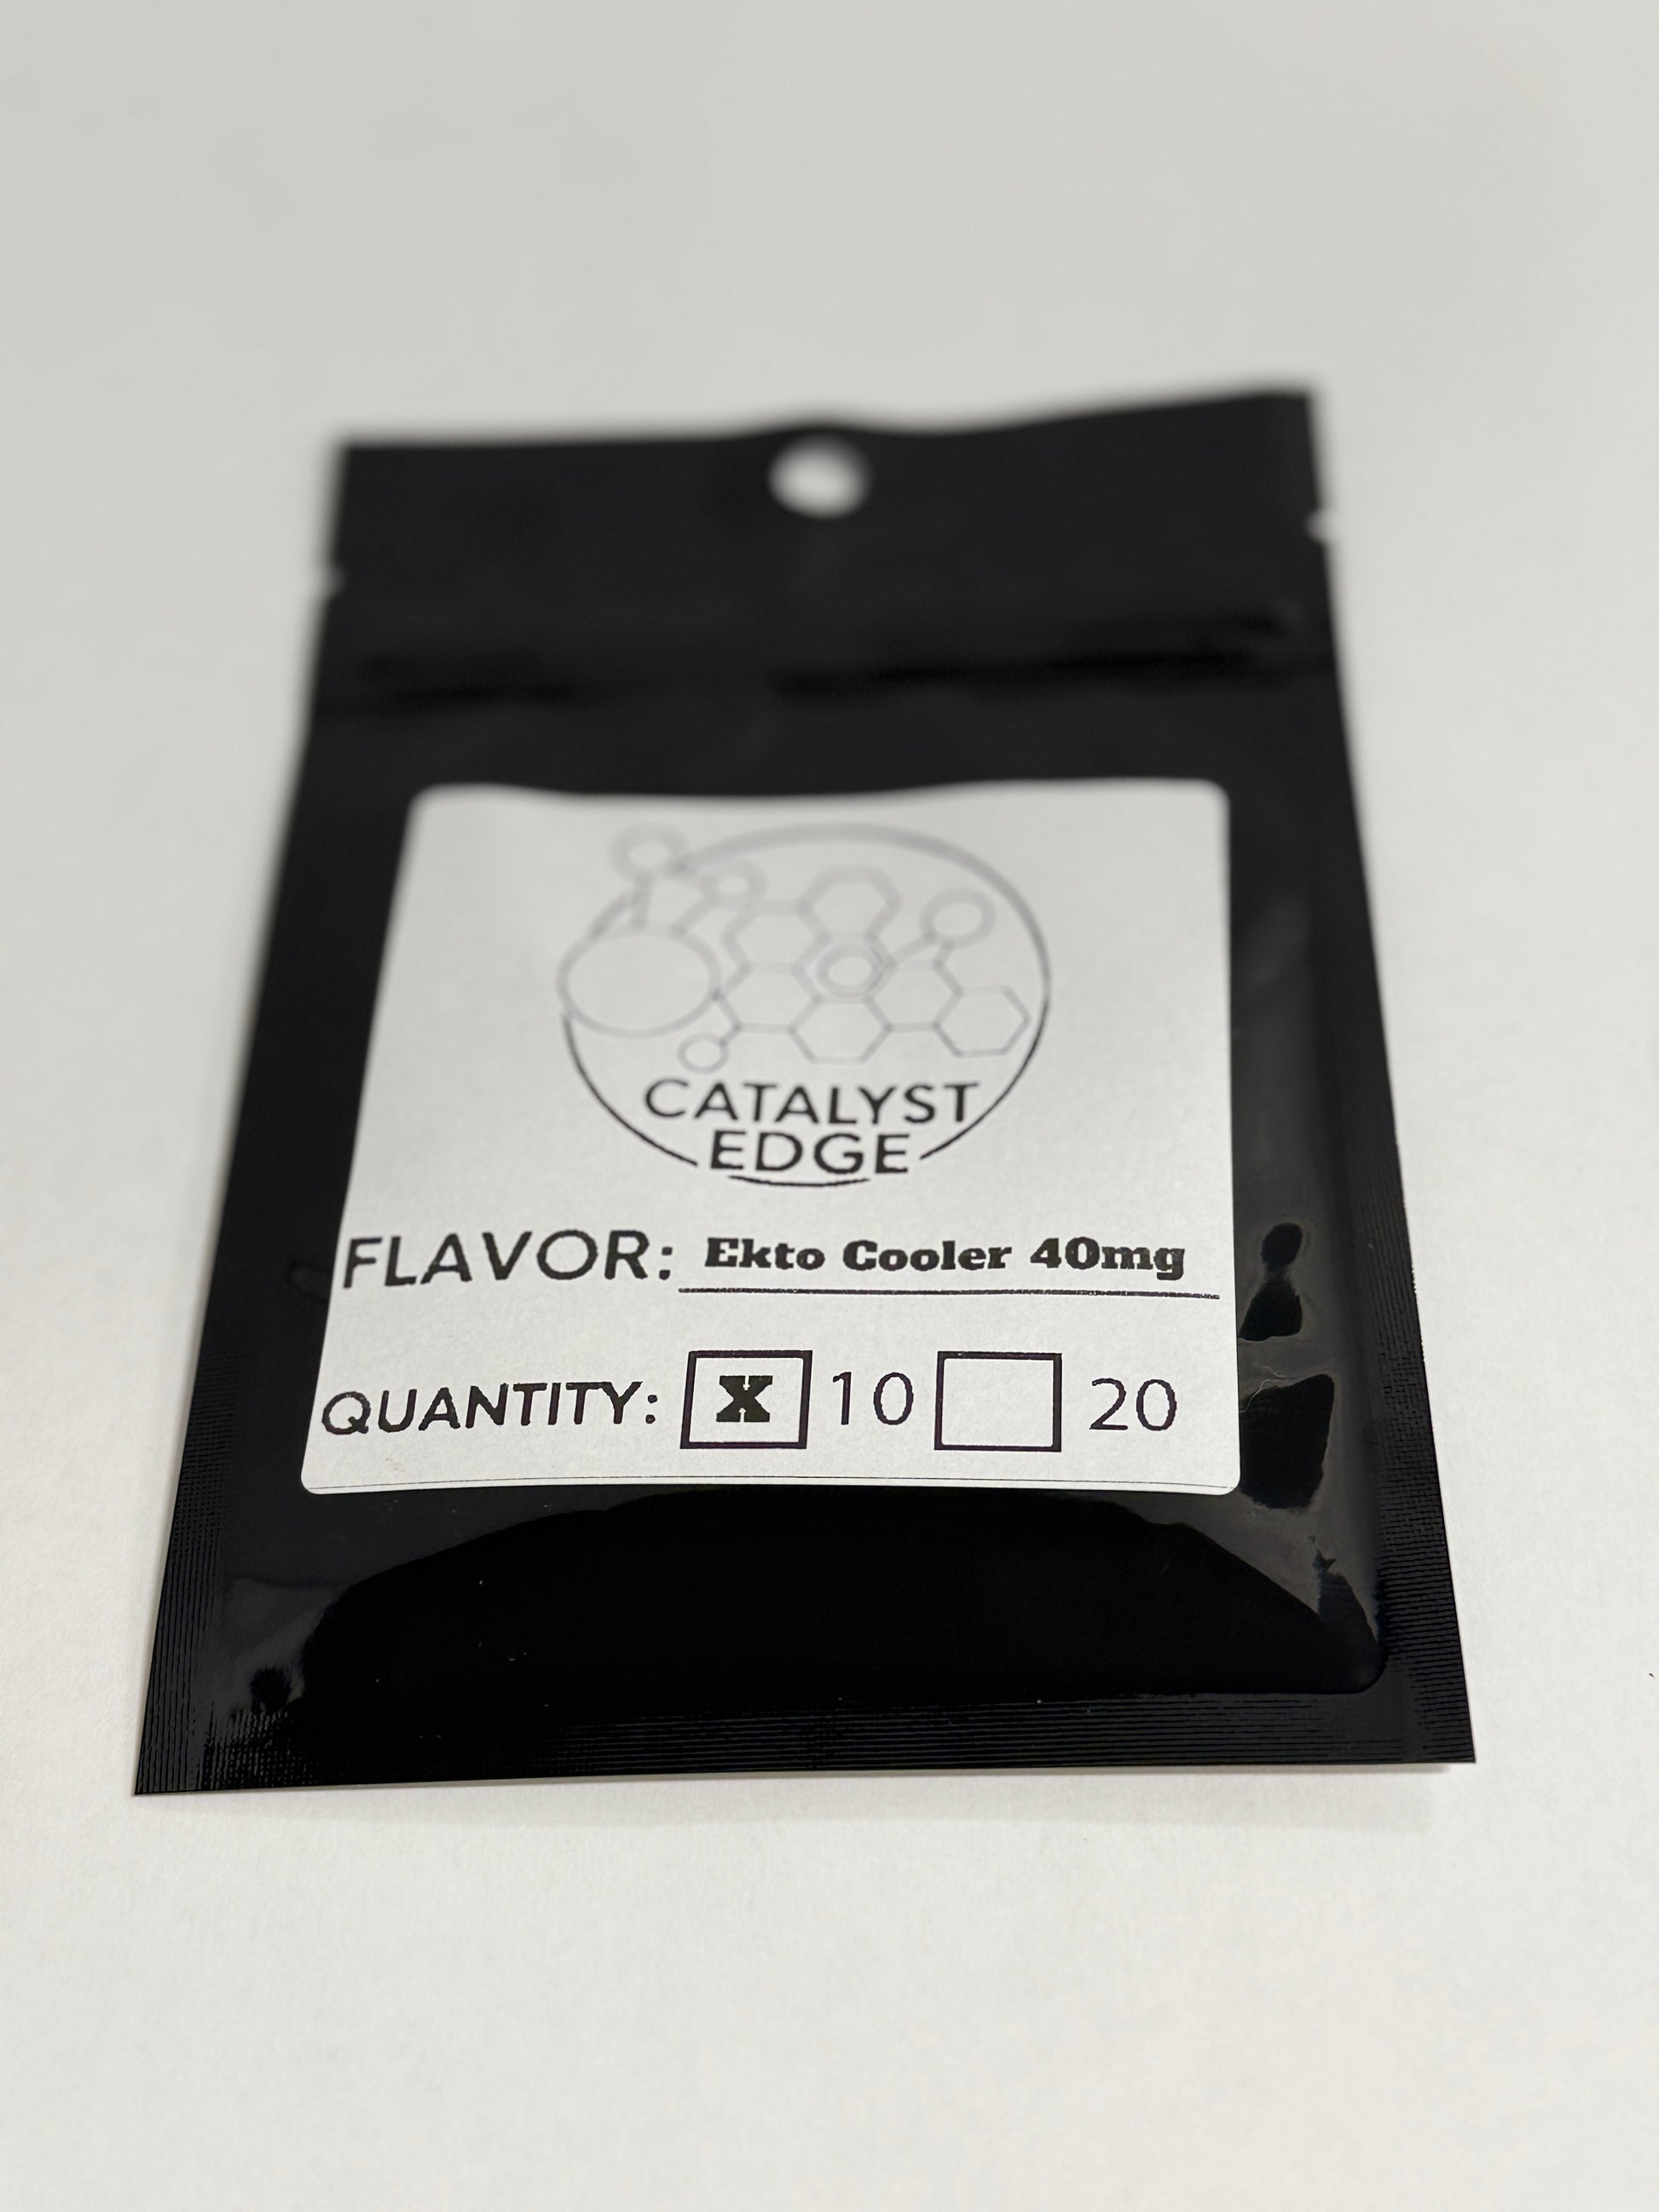 CATALYST
EDGE
FLAVOR: Ekto Cooler 40mg
QUANTITY: X 10 20